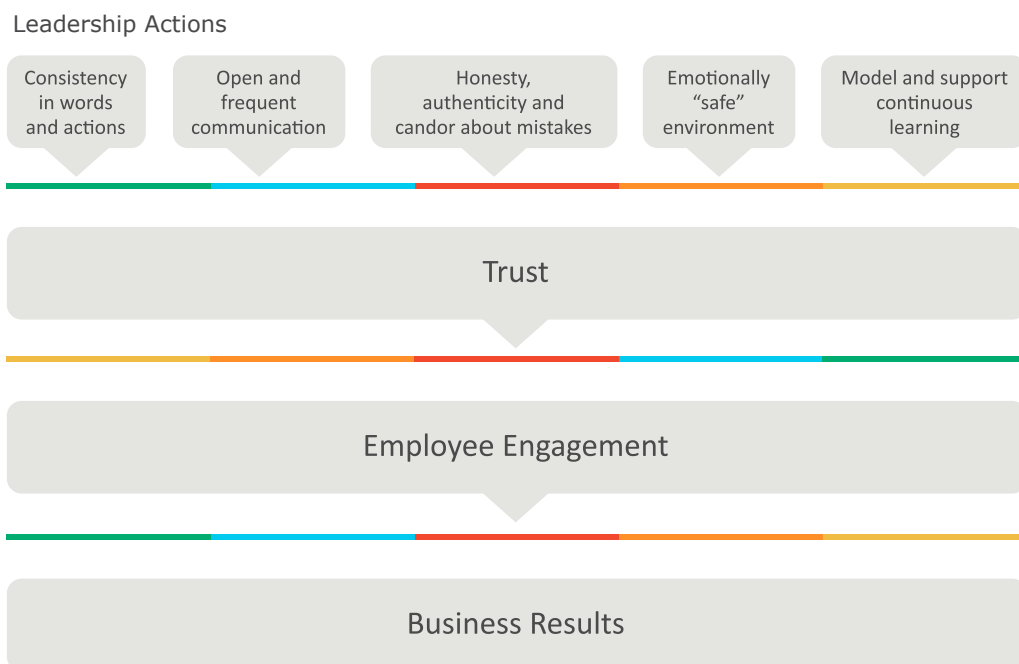 Leadership Actions
Consistency
in words
and actions
Open and
frequent
communication
Honesty,
authenticity and
candor about mistakes
Emotionally
“safe”
environment
Model and support
continuous
learning
Trust
Employee Engagement
Business Results